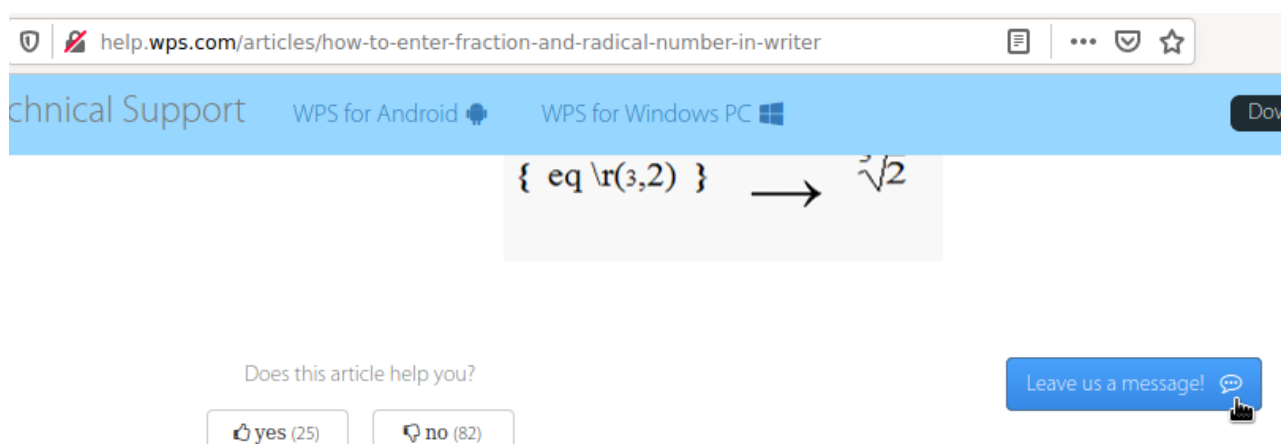 help.wps.com/articles/how-to-enter-fraction-and-radical-number-in-writer
chnical Support WPS for Android WPS for Windows PC Dow
{ eq \r(3,2) } → ∛2
Does this article help you?
Leave us a message!
yes (25) no (82)